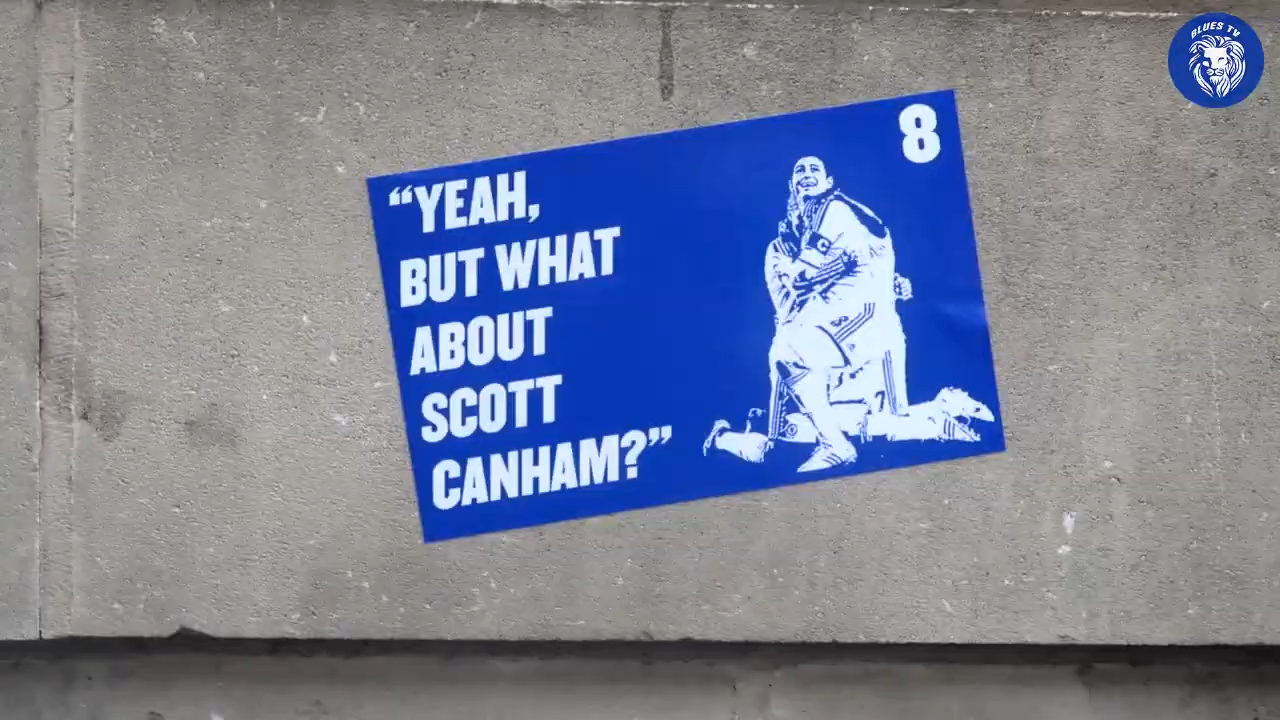 BLUES TV
8
“YEAH,
BUT WHAT
ABOUT
SCOTT
CANHAM?”